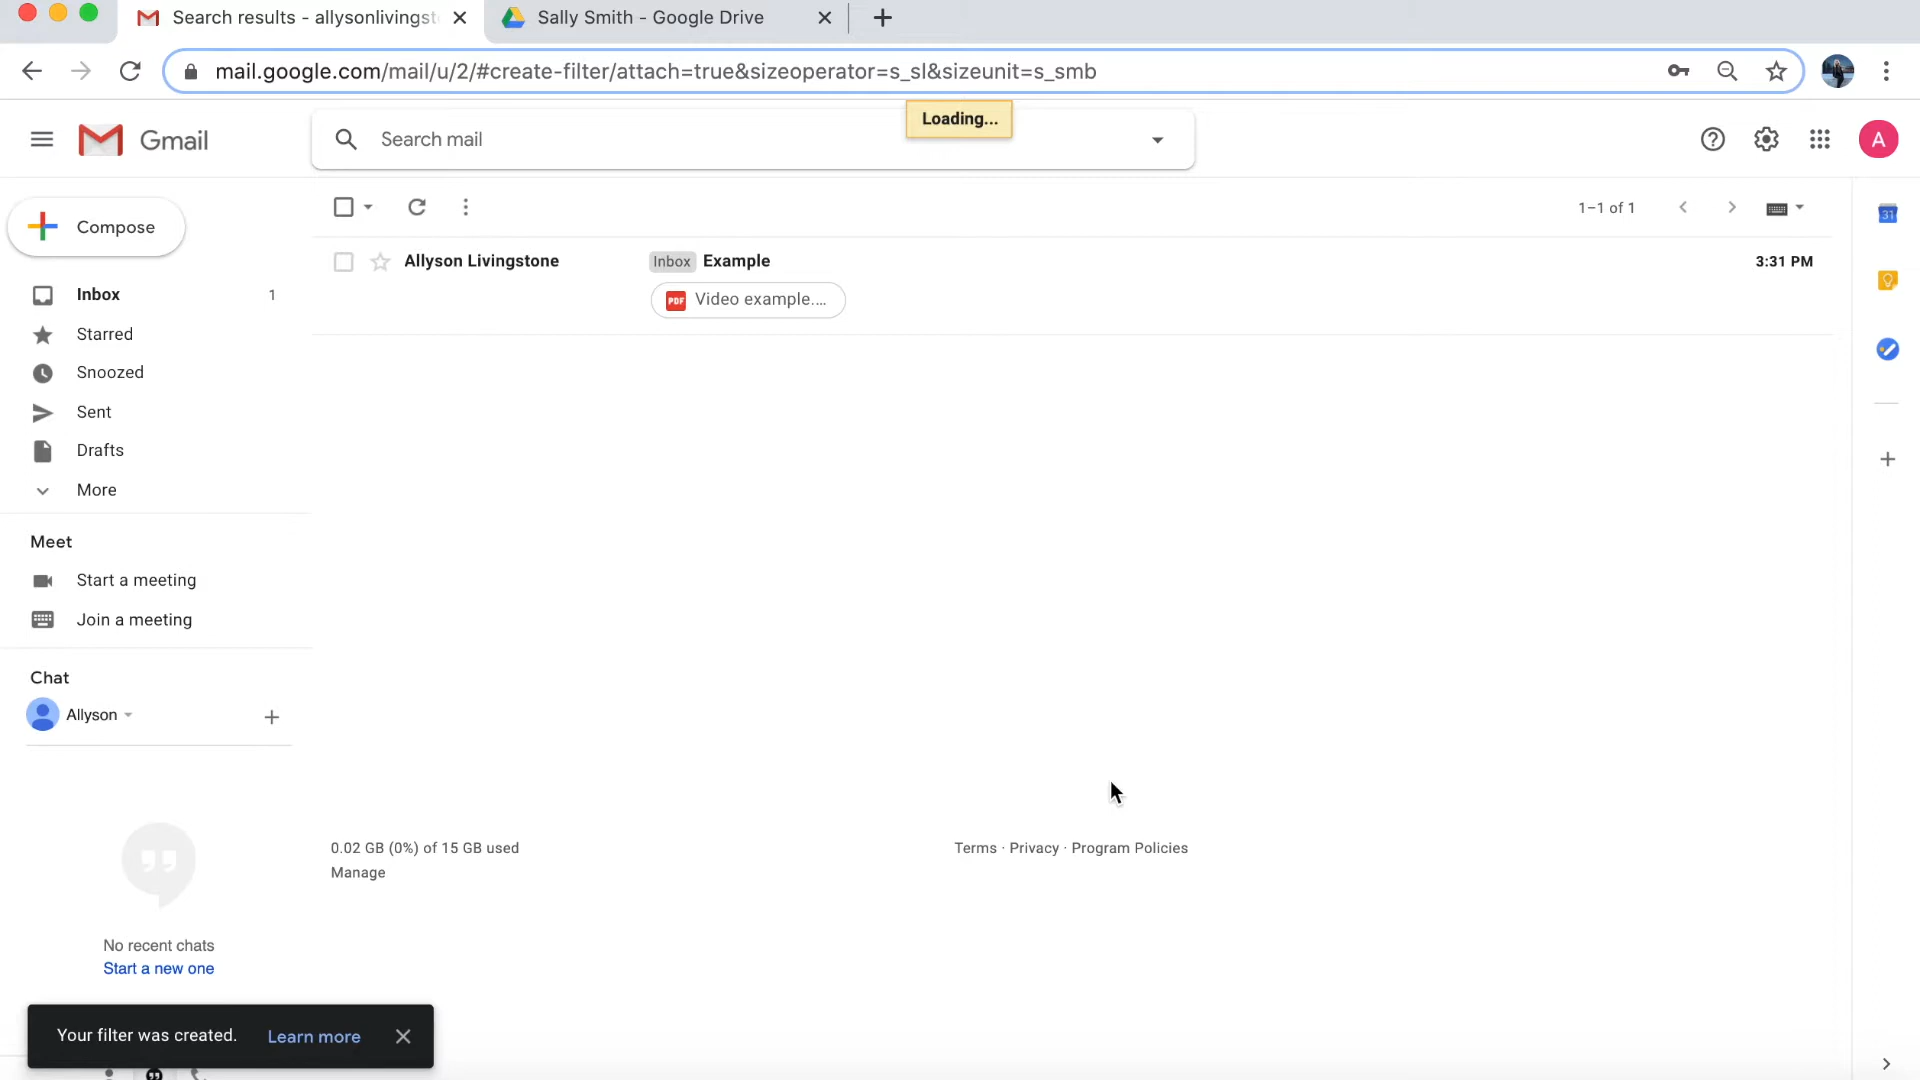 Search results - allysonlivingst
Sally Smith - Google Drive
mail.google.com/mail/u/2/#create-filter/attach=true&sizeoperator=s_sl&sizeunit=s_smb
Loading...
Gmail
Search mail
A
Compose
1–1 of 1
31
Allyson Livingstone
Inbox
Example
3:31 PM
PDF
Video example....
Inbox
1
Starred
Snoozed
Sent
Drafts
More
Meet
Start a meeting
Join a meeting
Chat
Allyson
0.02 GB (0%) of 15 GB used
Manage
Terms · Privacy · Program Policies
No recent chats
Start a new one
Your filter was created.
Learn more